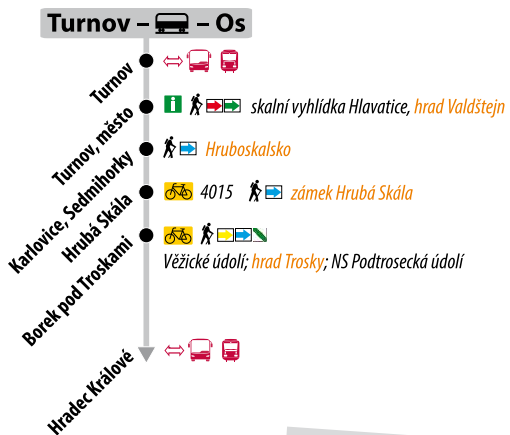 Turnov – – Os
Turnov
Turnov, město
i
skalní vyhlídka Hlavatice, hrad Valdštejn
Karlovice, Sedmihorky
Hruboskalsko
Hrubá Skála
4015 zámek Hrubá Skála
Borek pod Troskami
Věžické údolí; hrad Trosky; NS Podtrosecká údolí
Hradec Králové